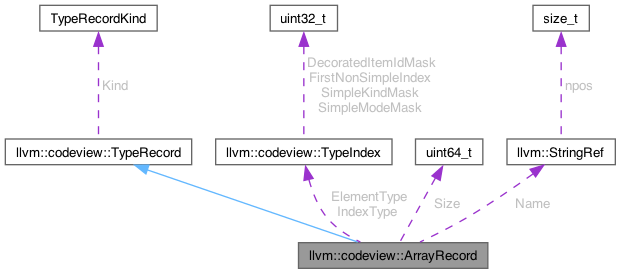 TypeRecordKind
uint32_t
size_t
DecoratedItemIdMask
FirstNonSimpleIndex
SimpleKindMask
SimpleModeMask
Kind
npos
llvm::codeview::TypeRecord
llvm::codeview::TypeIndex
uint64_t
llvm::StringRef
ElementType
IndexType
Size
Name
llvm::codeview::ArrayRecord